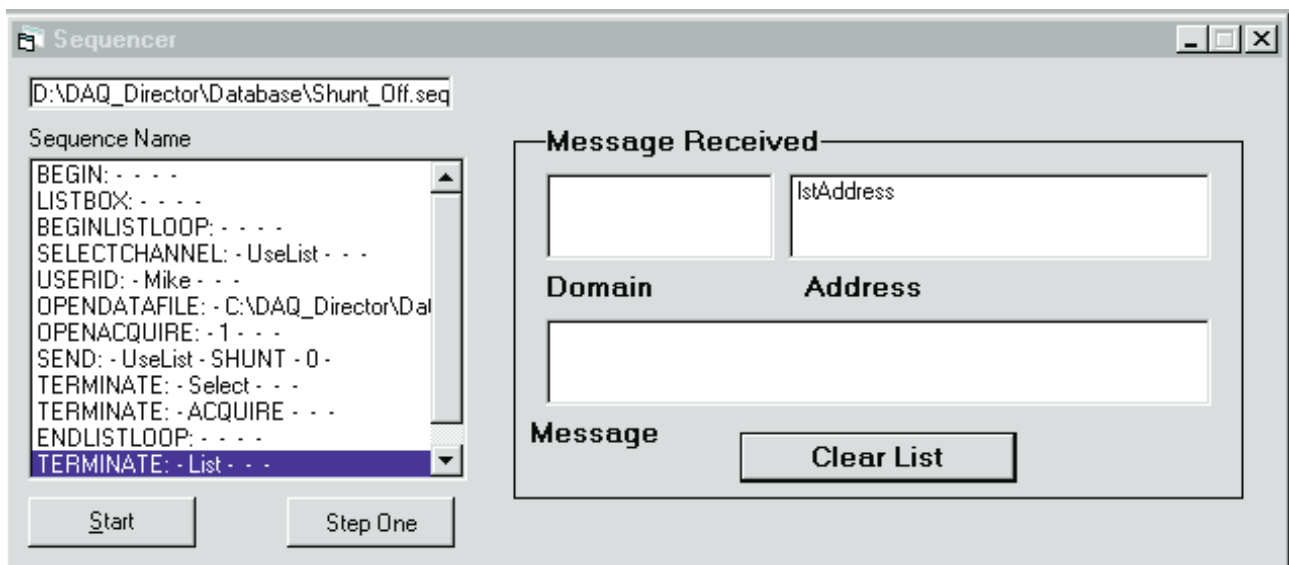 Sequencer
D:\DAQ_Director\Database\Shunt_Off.seq
Sequence Name
BEGIN: - - - -
LISTBOX: - - - -
BEGINLISTLOOP: - - - -
SELECTCHANNEL: - UseList - - -
USERID: - Mike - - -
OPENDATAFILE: - C:\DAQ_Director\Dat
OPENACQUIRE: - 1 - - -
SEND: - UseList - SHUNT - 0 -
TERMINATE: - Select - - -
TERMINATE: - ACQUIRE - - -
ENDLISTLOOP: - - - -
TERMINATE: - List - - -
Start
Step One
Message Received
lstAddress
Domain
Address
Message
Clear List